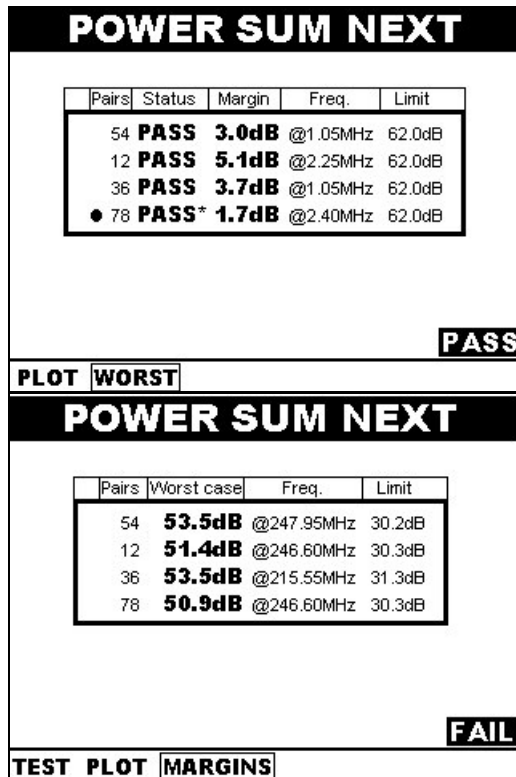 POWER SUM NEXT
Pairs Status Margin Freq. Limit
54 PASS 3.0dB @1.05MHz 62.0dB
12 PASS 5.1dB @2.25MHz 62.0dB
36 PASS 3.7dB @1.05MHz 62.0dB
● 78 PASS* 1.7dB @2.40MHz 62.0dB
PASS
PLOT WORST
POWER SUM NEXT
Pairs Worst case Freq. Limit
54 53.5dB @247.95MHz 30.2dB
12 51.4dB @246.60MHz 30.3dB
36 53.5dB @215.55MHz 31.3dB
78 50.9dB @246.60MHz 30.3dB
FAIL
TEST PLOT MARGINS